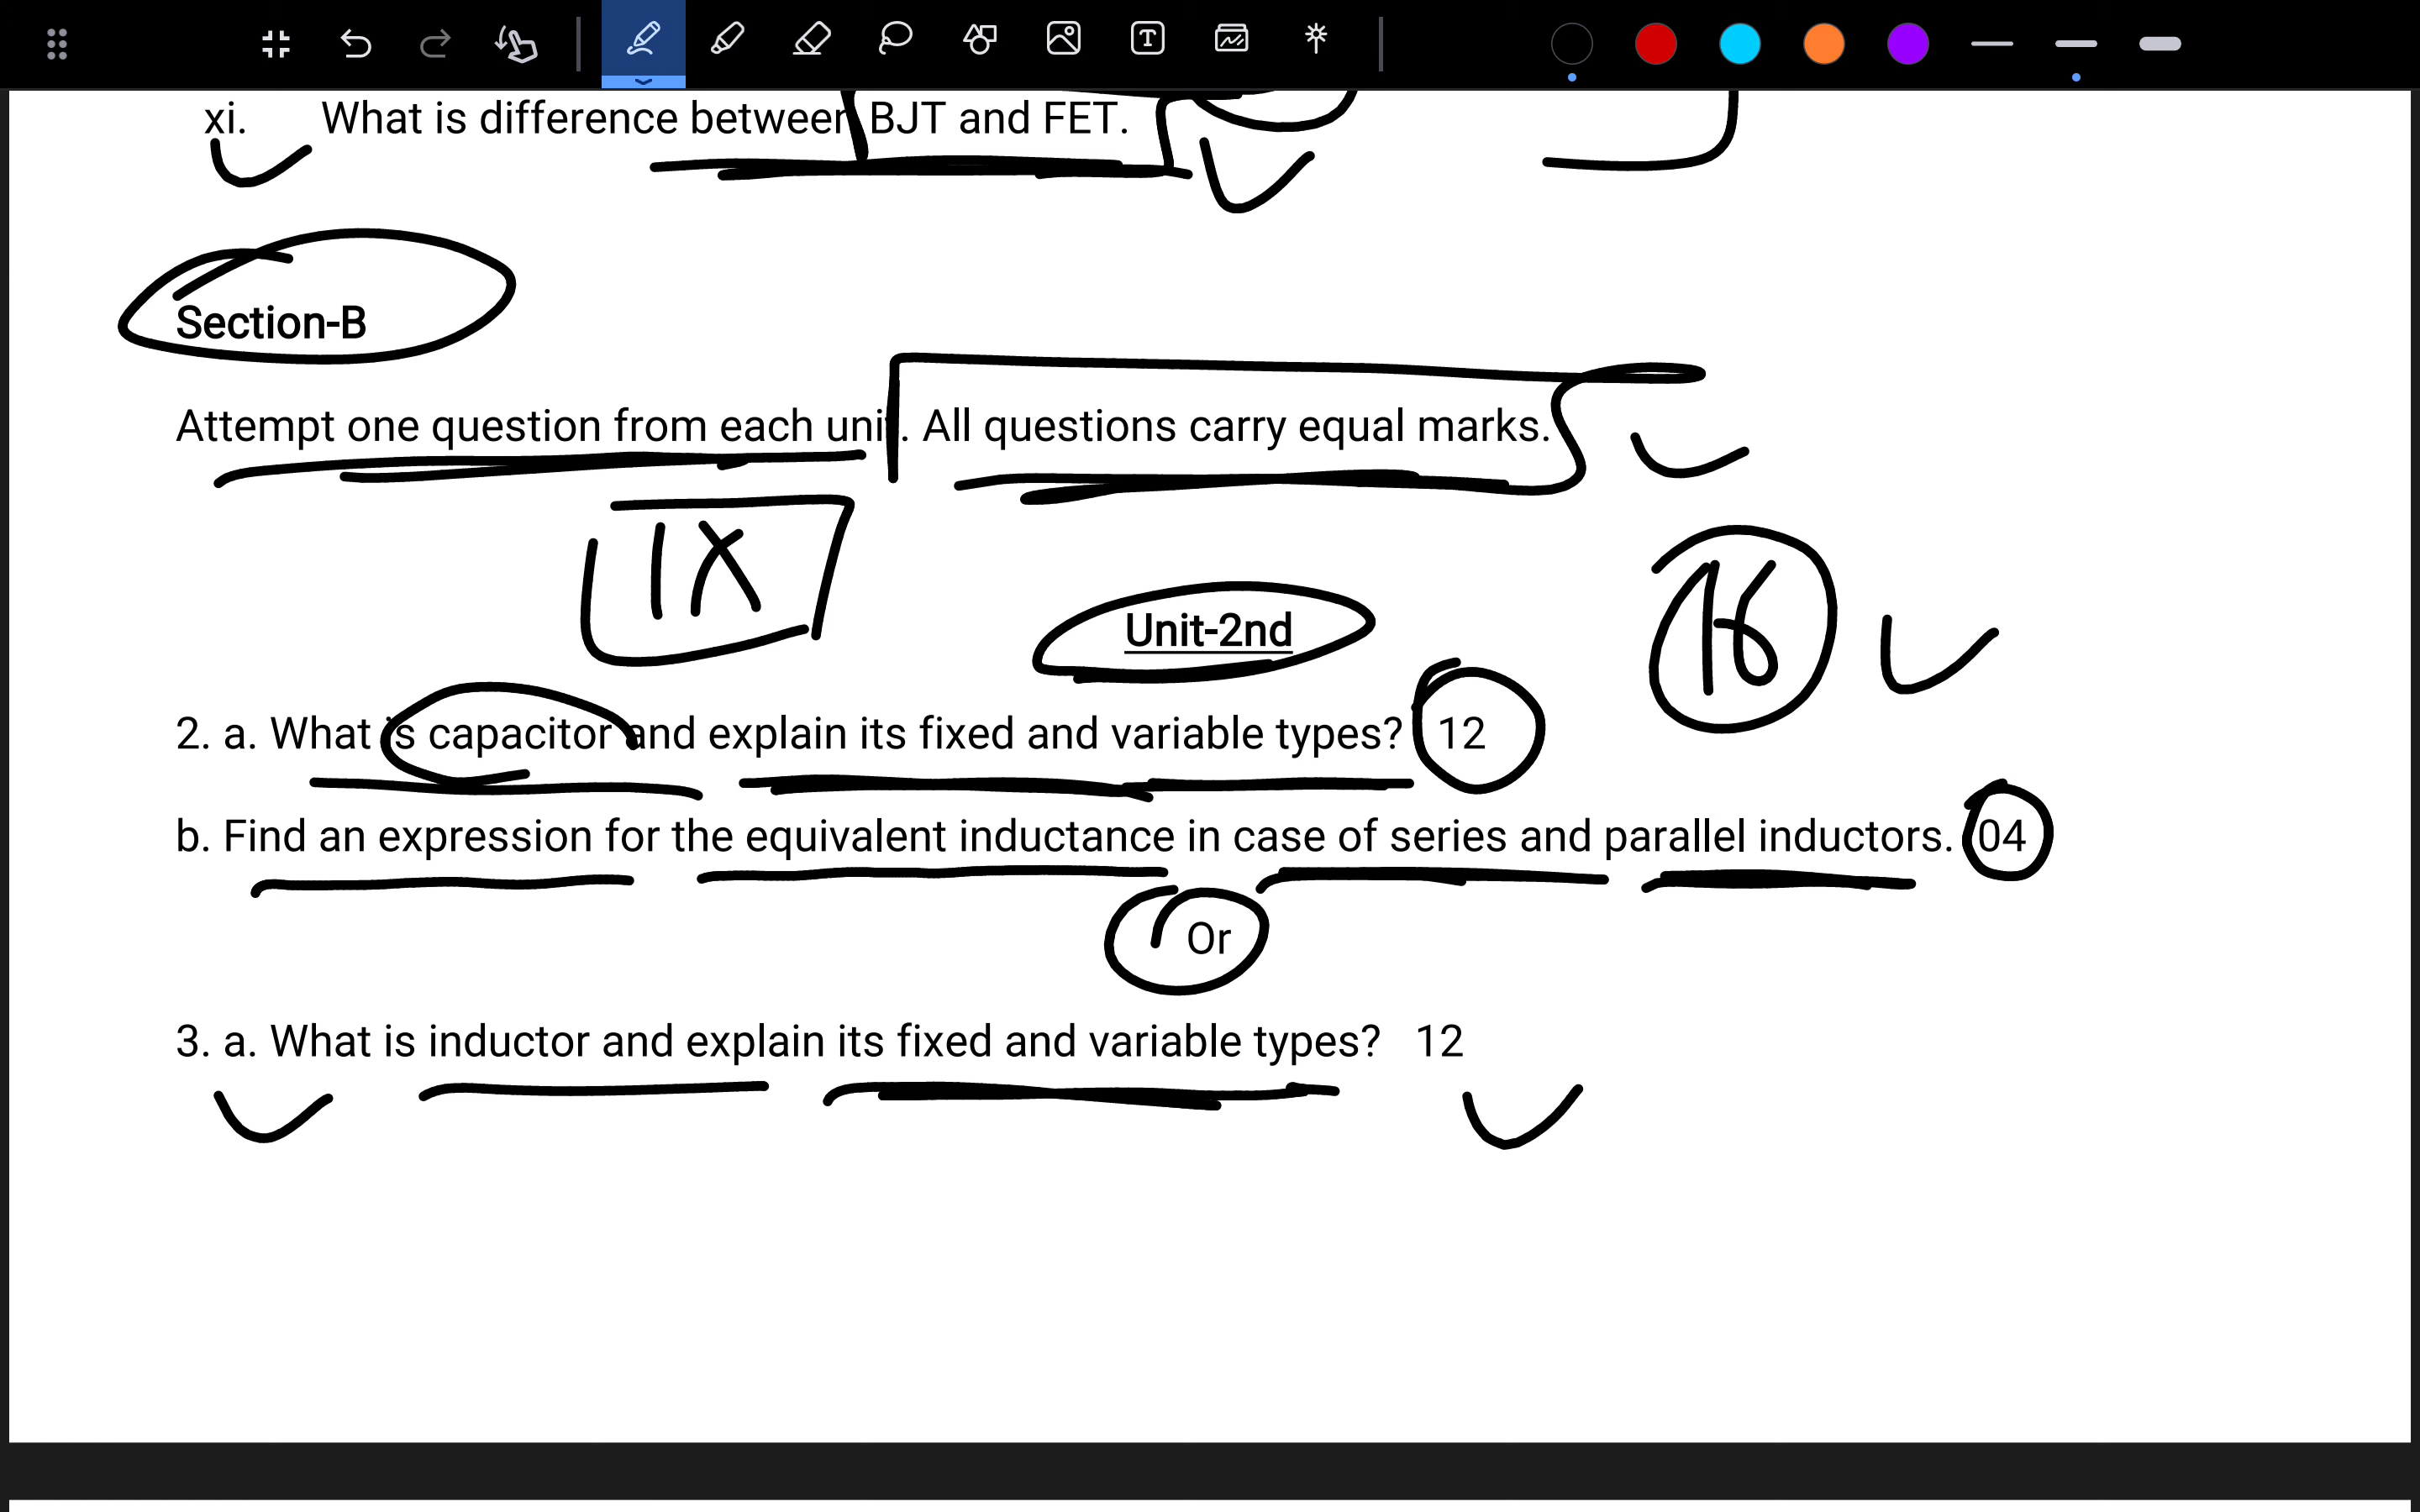 xi. What is difference between BJT and FET.
Section-B
Attempt one question from each unit. All questions carry equal marks.
1X
16
Unit-2nd
2. a. What is capacitor and explain its fixed and variable types? 12
b. Find an expression for the equivalent inductance in case of series and parallel inductors. 04
Or
3. a. What is inductor and explain its fixed and variable types? 12